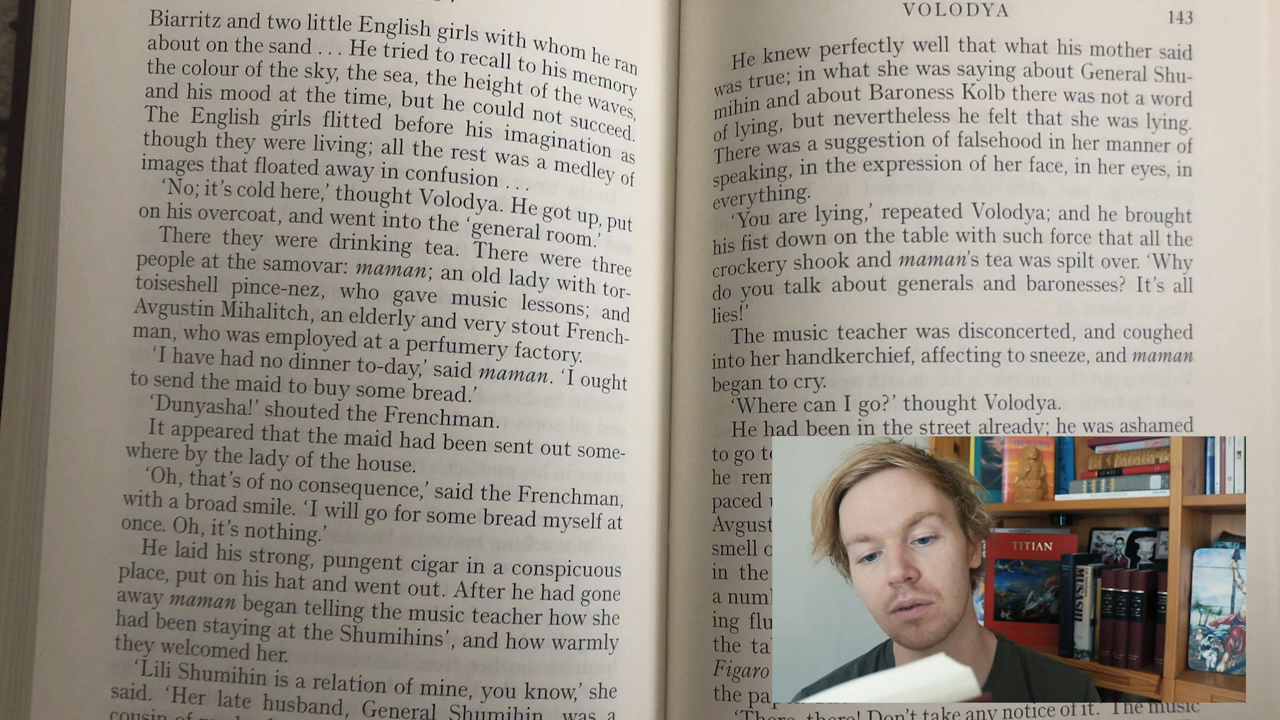 Biarritz and two little English girls with whom he ran
about on the sand . . . He tried to recall to his memory
the colour of the sky, the sea, the height of the waves,
and his mood at the time, but he could not succeed.
The English girls flitted before his imagination as
though they were living; all the rest was a medley of
images that floated away in confusion . . .
‘No; it’s cold here,’ thought Volodya. He got up, put
on his overcoat, and went into the ‘general room.’
There they were drinking tea. There were three
people at the samovar: maman; an old lady with tor-
toiseshell pince-nez, who gave music lessons; and
Avgustin Mihalitch, an elderly and very stout French-
man, who was employed at a perfumery factory.
‘I have had no dinner to-day,’ said maman. ‘I ought
to send the maid to buy some bread.’
‘Dunyasha!’ shouted the Frenchman.
It appeared that the maid had been sent out some-
where by the lady of the house.
‘Oh, that’s of no consequence,’ said the Frenchman,
with a broad smile. ‘I will go for some bread myself at
once. Oh, it’s nothing.’
He laid his strong, pungent cigar in a conspicuous
place, put on his hat and went out. After he had gone
away maman began telling the music teacher how she
had been staying at the Shumihins’, and how warmly
they welcomed her.
‘Lili Shumihin is a relation of mine, you know,’ she
said. ‘Her late husband, General Shumihin, was a
cousin of
VOLODYA
143
He knew perfectly well that what his mother said
was true; in what she was saying about General Shu-
mihin and about Baroness Kolb there was not a word
of lying, but nevertheless he felt that she was lying.
There was a suggestion of falsehood in her manner of
speaking, in the expression of her face, in her eyes, in
everything.
‘You are lying,’ repeated Volodya; and he brought
his fist down on the table with such force that all the
crockery shook and maman’s tea was spilt over. ‘Why
do you talk about generals and baronesses? It’s all
lies!’
The music teacher was disconcerted, and coughed
into her handkerchief, affecting to sneeze, and maman
began to cry.
‘Where can I go?’ thought Volodya.
He had been in the street already; he was ashamed
to go to
he rem
paced
Avgust
smell o
in the
a numb
ing flu
the ta
Figaro
the pa
‘There, there! Don’t take any notice of it. The music
TITIAN
MUSASHI